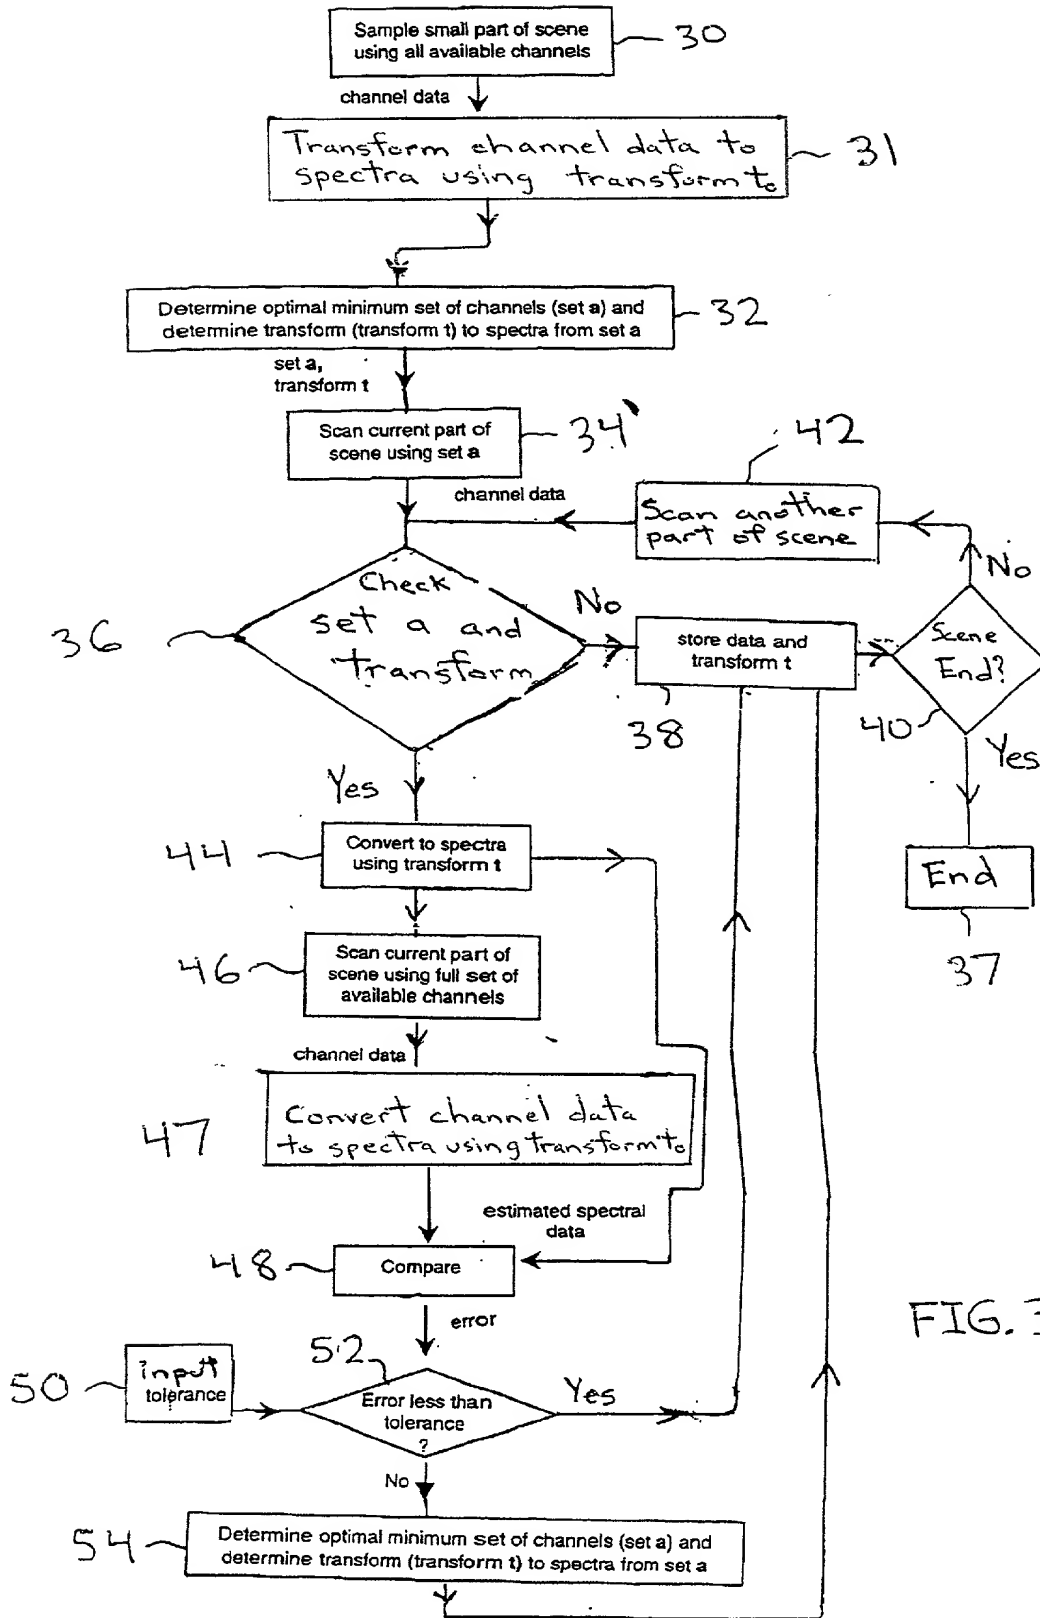 Sample small part of scene
using all available channels
30
channel data
Transform channel data to
spectra using transform to
31
Determine optimal minimum set of channels (set a) and
determine transform (transform t) to spectra from set a
32
set a,
transform t
Scan current part of
scene using set a
34'
42
channel data
Scan another
part of scene
No
Check
set a and
transform
36
No
store data and
transform t
38
Scene
End?
40
Yes
Yes
End
37
Convert to spectra
using transform t
44
Scan current part of
scene using full set of
available channels
46
channel data
Convert channel data
to spectra using transform to
47
estimated spectral
data
Compare
48
error
FIG. 3
52
input
tolerance
50
Error less than
tolerance
?
Yes
No
Determine optimal minimum set of channels (set a) and
determine transform (transform t) to spectra from set a
54